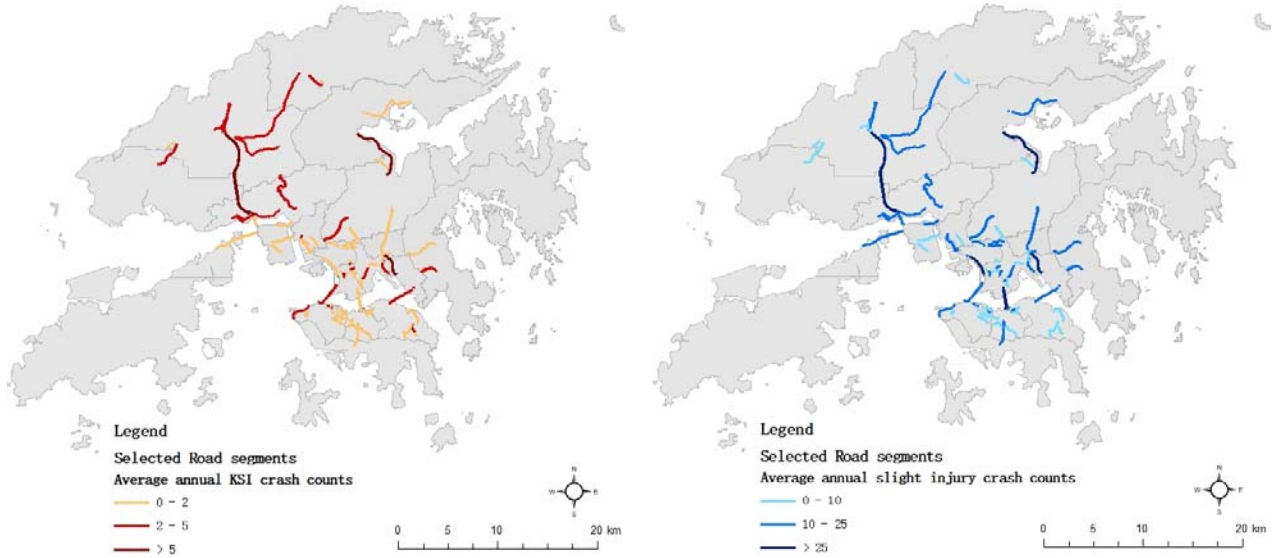 Legend
Selected Road segments
Average annual KSI crash counts
0 - 2
2 - 5
> 5
N
W E
S
0 5 10 20 km
Legend
Selected Road segments
Average annual slight injury crash counts
0 - 10
10 - 25
> 25
N
W E
S
0 5 10 20 km